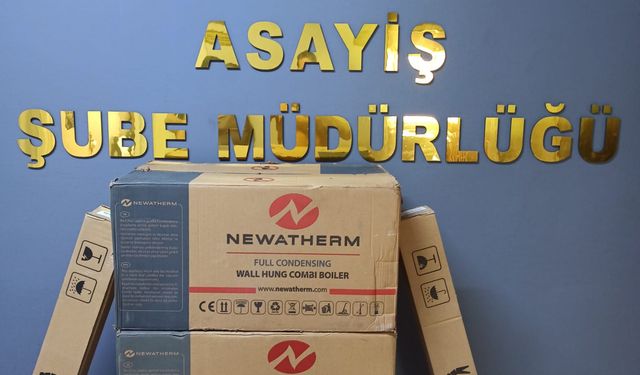 ASAYİŞ
ŞUBE MÜDÜRLÜĞÜ
NEWATHERM
NEWATHERM
FULL CONDENSING
WALL HUNG COMBI BOILER
www.newatherm.com
NEWATHERM